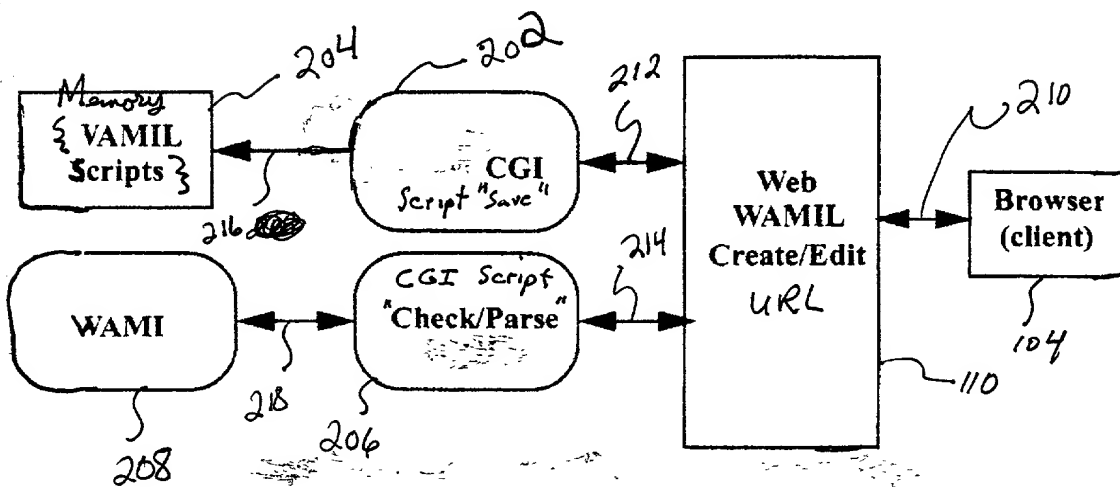 204
202
212
210
Memory
{ VAMIL
Scripts }
CGI
Script "Save"
216
Web
WAMIL
Create/Edit
URL
Browser
(client)
214
WAMI
CGI Script
"Check/Parse"
104
110
218
206
208